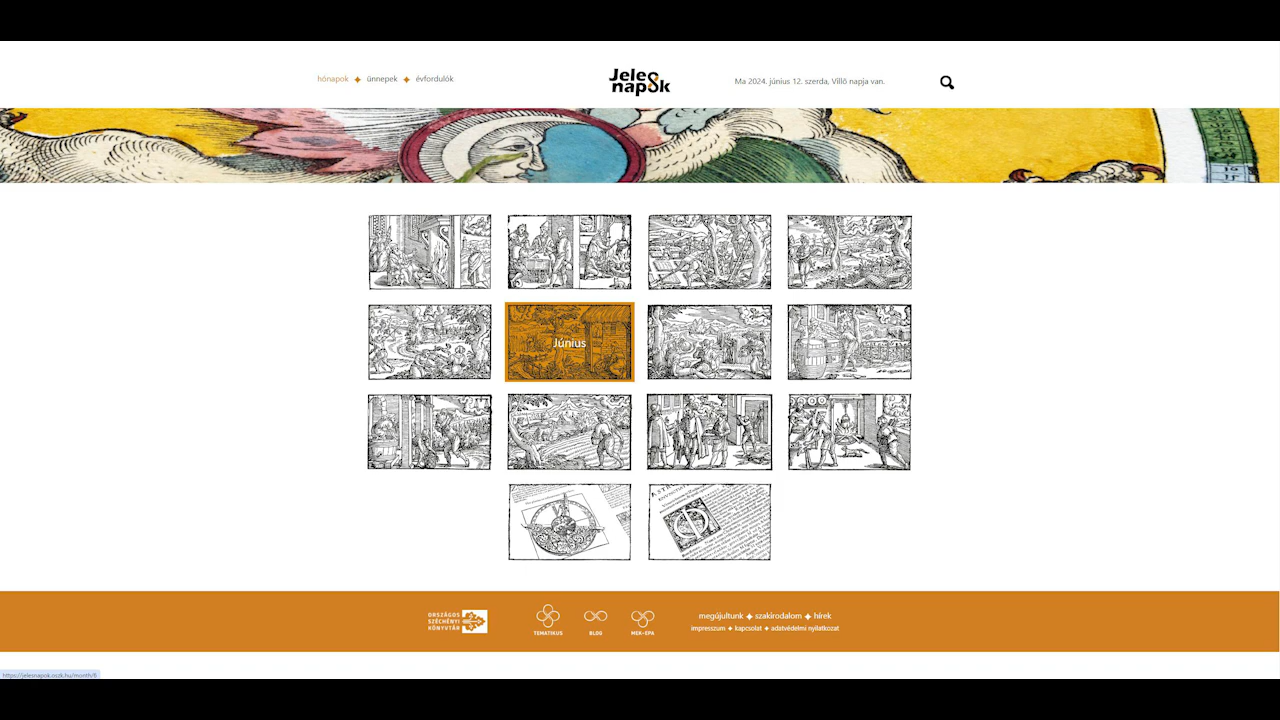 hónapok ✦ ünnepek ✦ évfordulók
Jeles
napok
Ma 2024. június 12. szerda, Villő napja van.
Június
ORSZÁGOS
SZÉCHÉNYI
KÖNYVTÁR
TEMATIKUS
BLOG
MEK-EPA
megújultunk ✦ szakirodalom ✦ hírek
impresszum ✦ kapcsolat ✦ adatvédelmi nyilatkozat
https://jelesnapok.oszk.hu/month/6